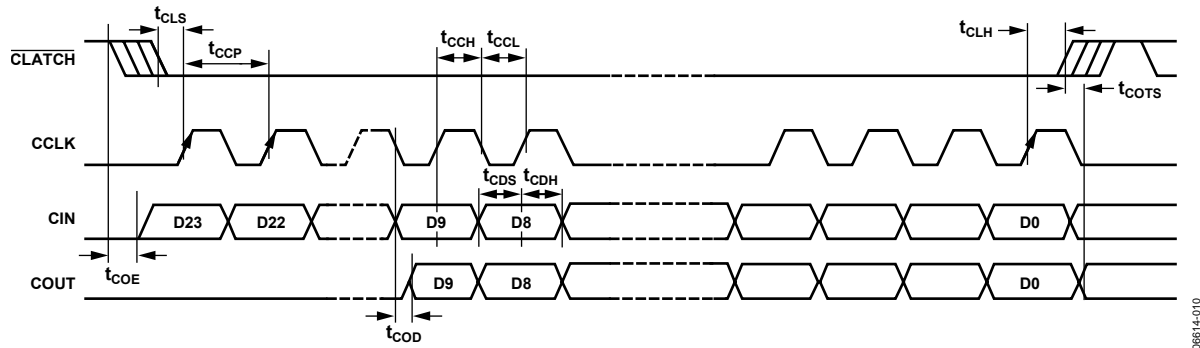 tCLS
tCCP
tCCH
tCCL
tCLH
CLATCH
tCOTS
CCLK
tCDS
tCDH
CIN
D23
D22
D9
D8
D0
tCOE
COUT
D9
D8
D0
tCOD
06614-010